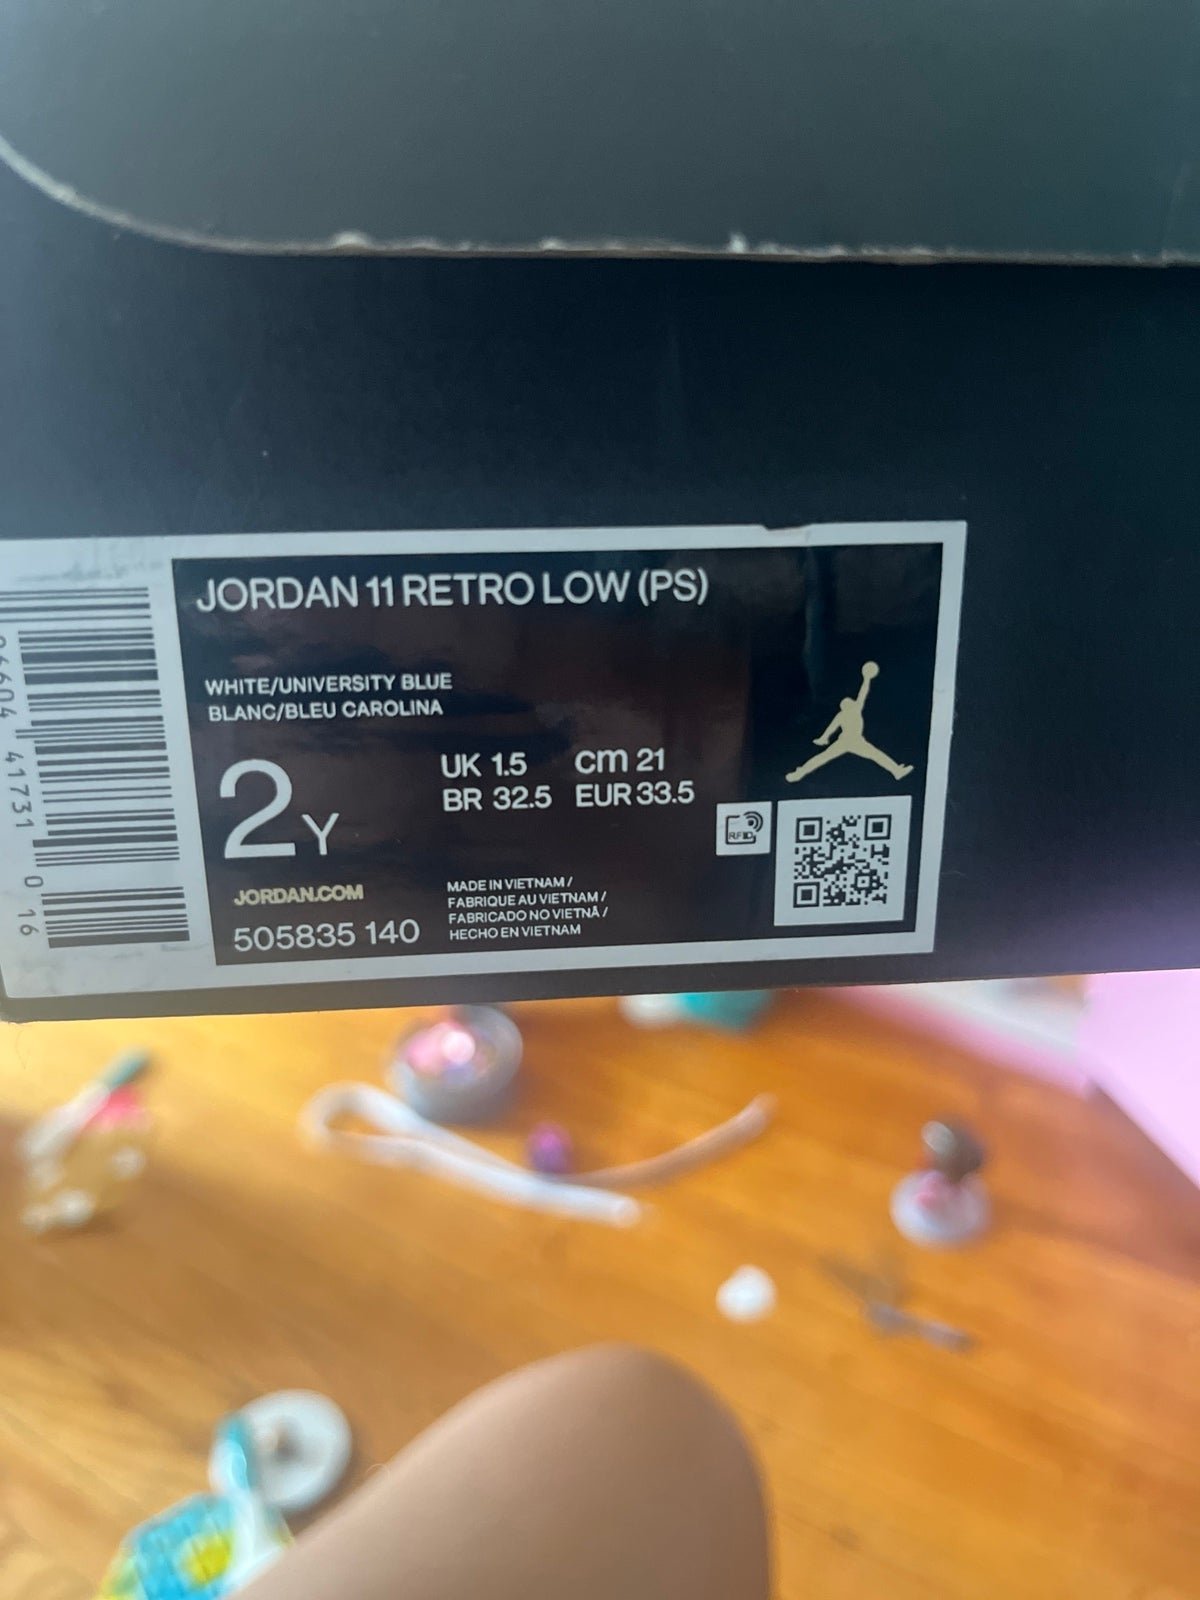 JORDAN 11 RETRO LOW (PS)
WHITE/UNIVERSITY BLUE
BLANC/BLEU CAROLINA
2Y
UK 1.5 cm 21
BR 32.5 EUR 33.5
RFID
JORDAN.COM
505835 140
MADE IN VIETNAM /
FABRIQUE AU VIETNAM /
FABRICADO NO VIETNÃ /
HECHO EN VIETNAM
41731 0 16